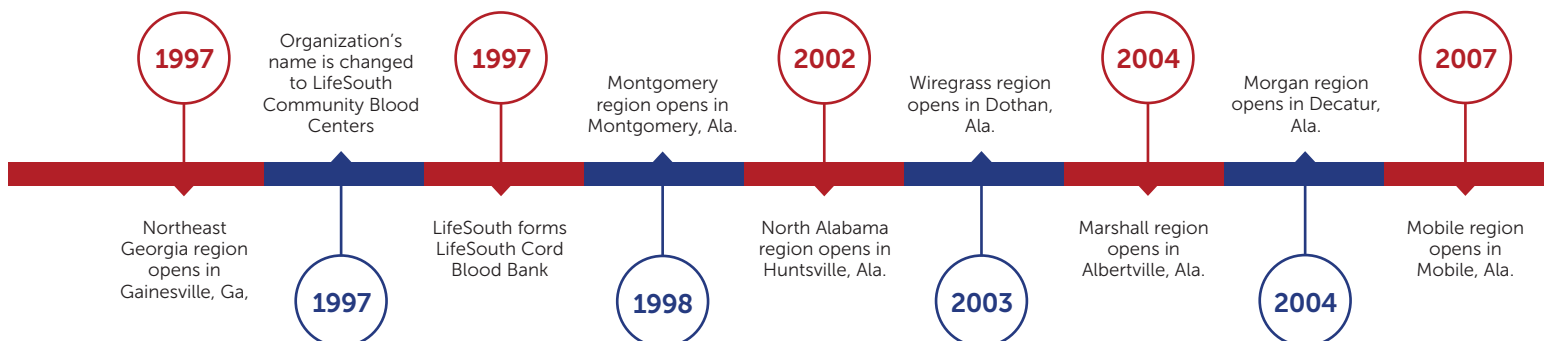 1997
Northeast
Georgia region
opens in
Gainesville, Ga,
Organization's
name is changed
to LifeSouth
Community Blood
Centers
1997
1997
LifeSouth forms
LifeSouth Cord
Blood Bank
Montgomery
region opens in
Montgomery, Ala.
1998
2002
North Alabama
region opens in
Huntsville, Ala.
Wiregrass region
opens in Dothan,
Ala.
2003
2004
Marshall region
opens in
Albertville, Ala.
Morgan region
opens in Decatur,
Ala.
2004
2007
Mobile region
opens in
Mobile, Ala.